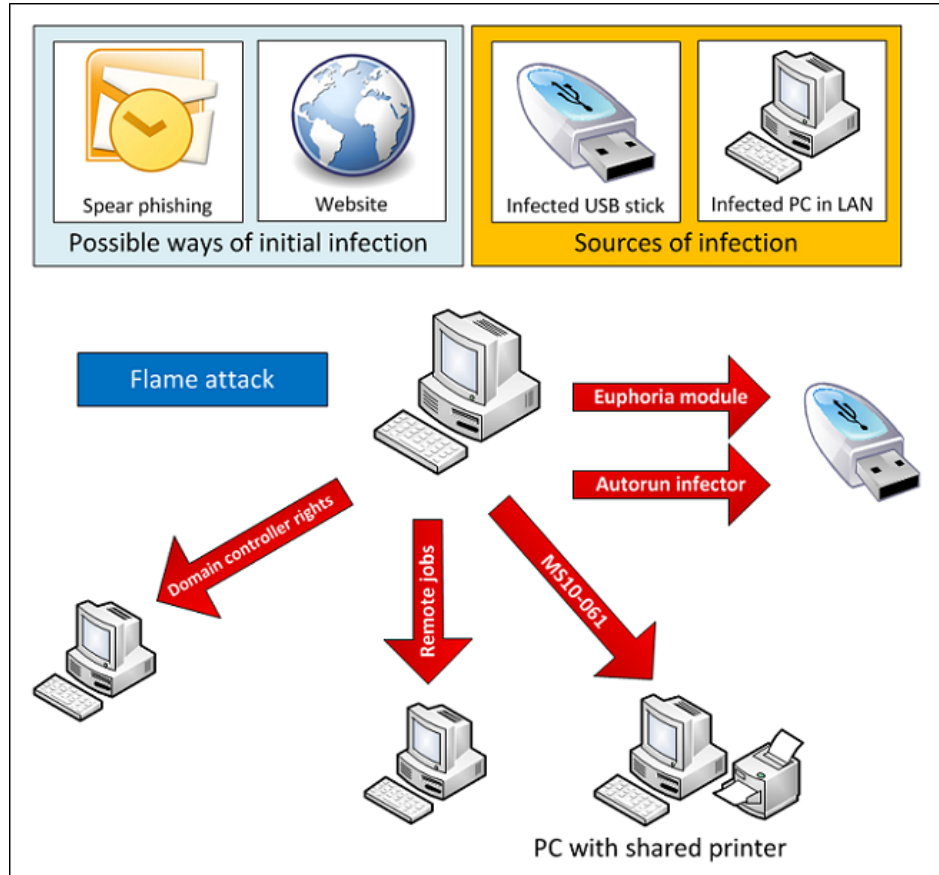 Spear phishing
Website
Possible ways of initial infection
Infected USB stick
Infected PC in LAN
Sources of infection
Flame attack
Euphoria module
Autorun infector
Domain controller rights
Remote jobs
MS10-061
PC with shared printer